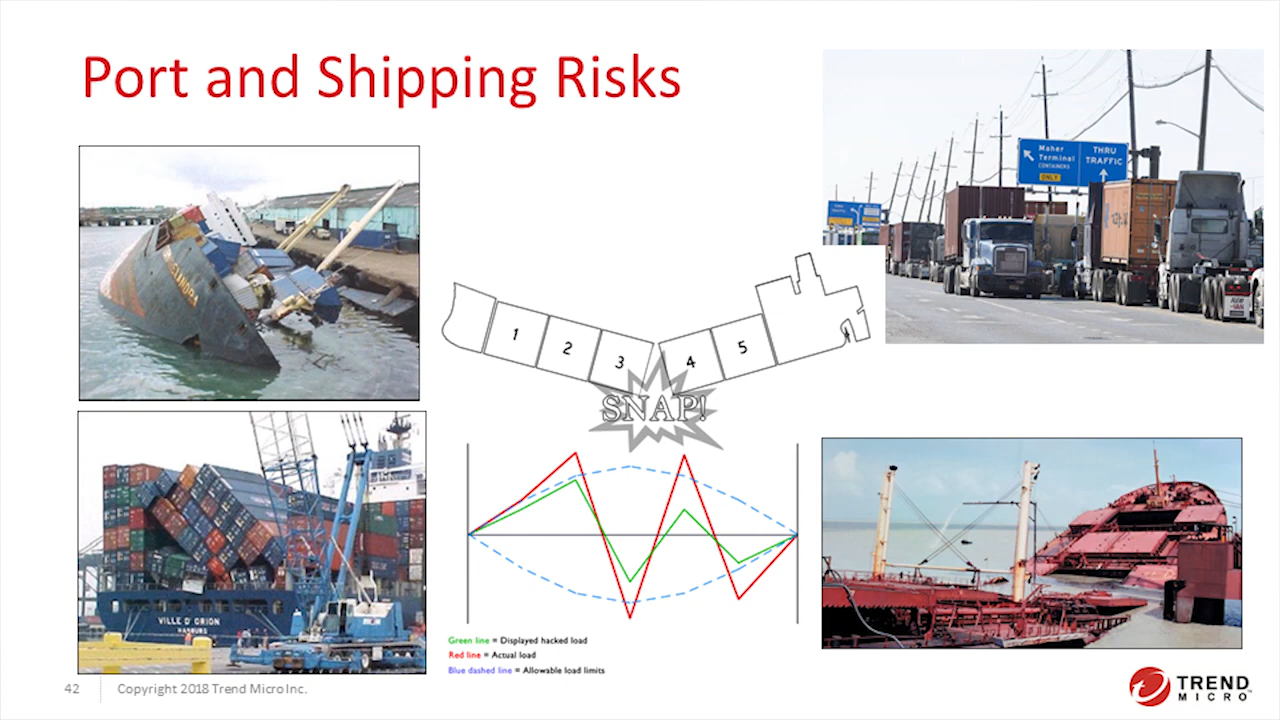 Port and Shipping Risks
Maher
Terminal
CONTAINERS
ONLY
THRU
TRAFFIC
1
2
3
4
5
SNAP!
VILLE D'ORION
HAMBURG
Green line = Displayed hacked load
Red line = Actual load
Blue dashed line = Allowable load limits
42
Copyright 2018 Trend Micro Inc.
TREND
MICRO™